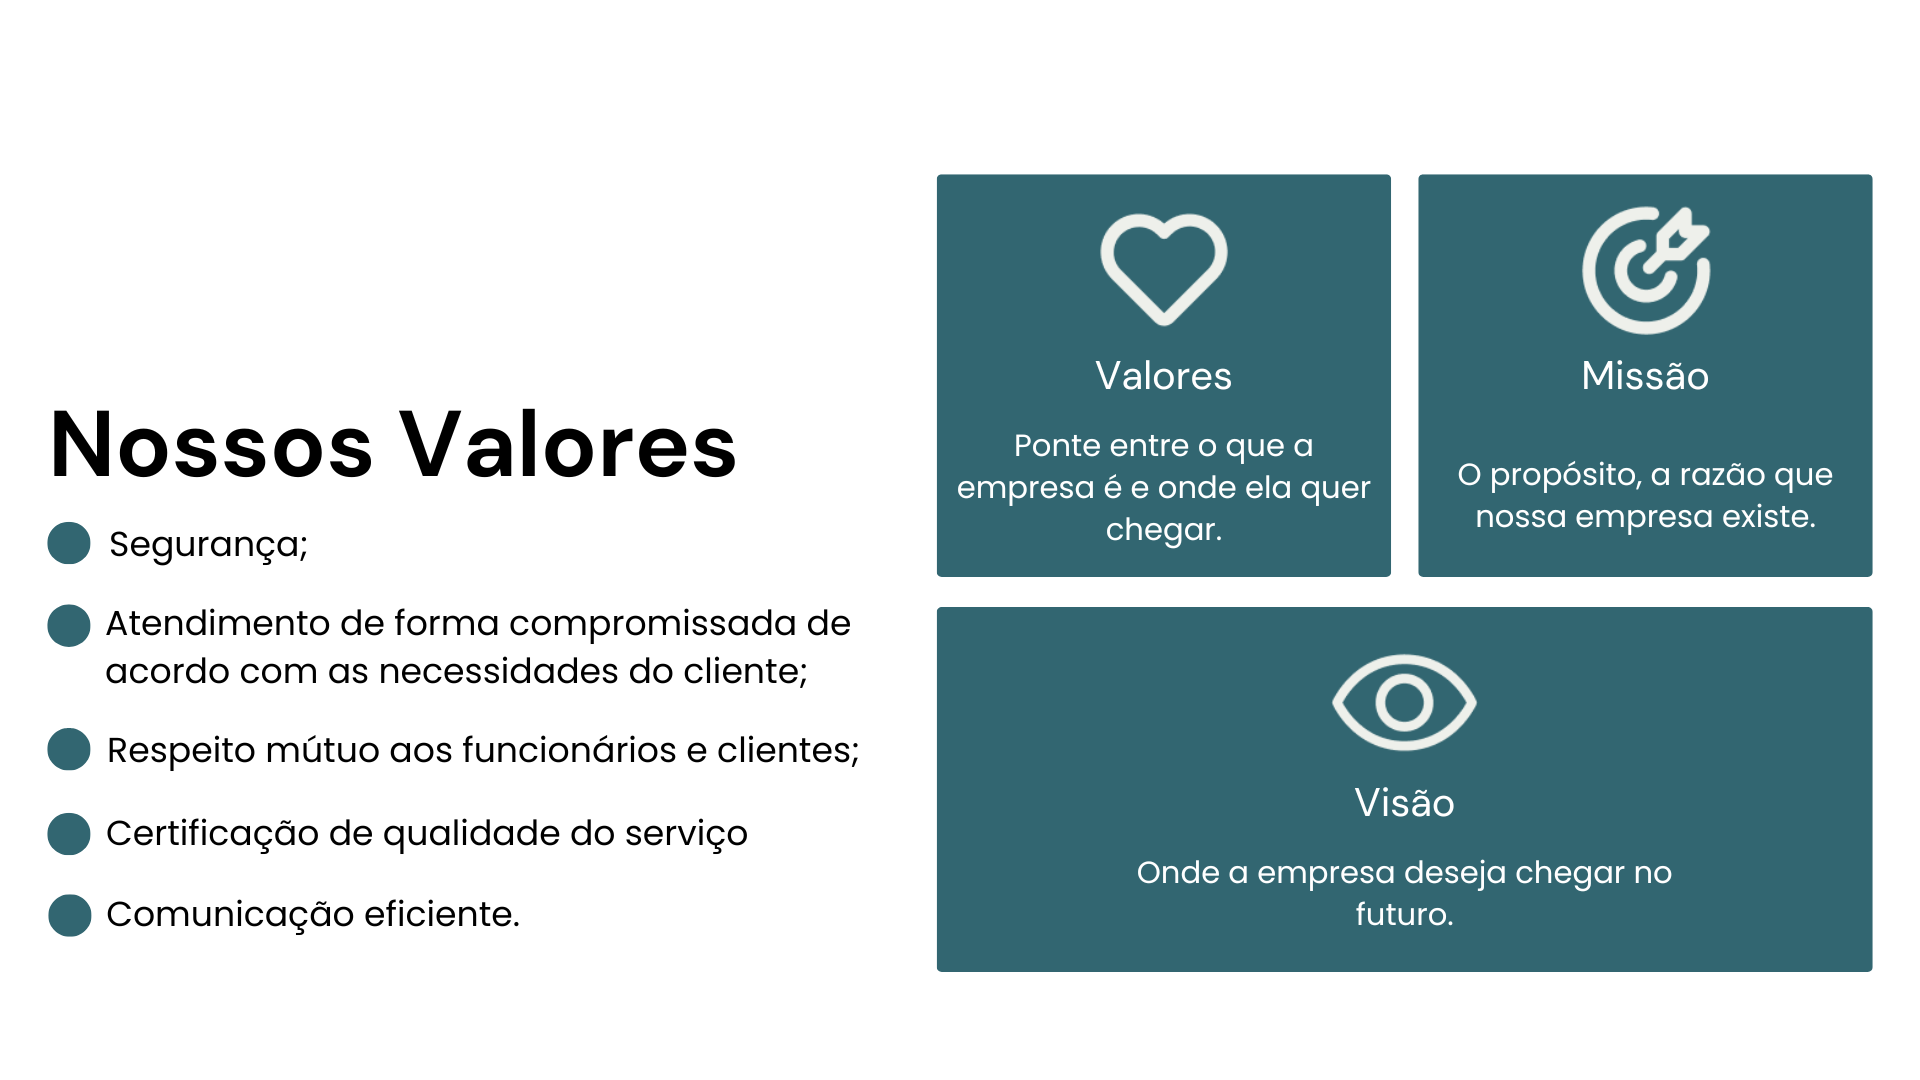 Nossos Valores
Segurança;
Atendimento de forma compromissada de
acordo com as necessidades do cliente;
Respeito mútuo aos funcionários e clientes;
Certificação de qualidade do serviço
Comunicação eficiente.
Valores
Ponte entre o que a
empresa é e onde ela quer
chegar.
Missão
O propósito, a razão que
nossa empresa existe.
Visão
Onde a empresa deseja chegar no
futuro.